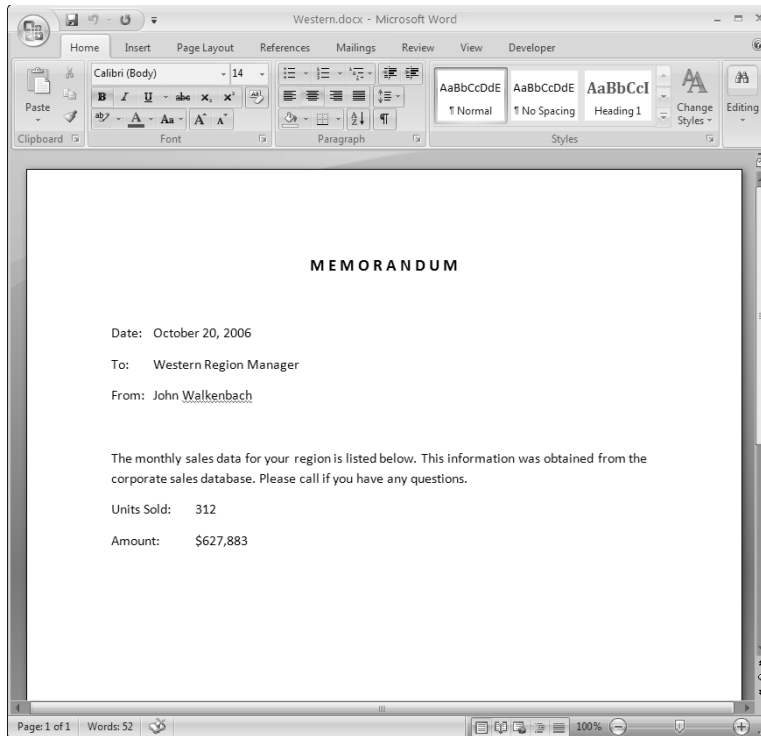 Western.docx - Microsoft Word
Home Insert Page Layout References Mailings Review View Developer
Calibri (Body) 14
Paste
B I U abe x₂ x² 
Aa A A
AaBbCcDdE AaBbCcDdE AaBbCcI
¶ Normal ¶ No Spacing Heading 1
Change Styles
Editing
Clipboard Font Paragraph Styles
MEMORANDUM
Date: October 20, 2006
To: Western Region Manager
From: John Walkenbach
The monthly sales data for your region is listed below. This information was obtained from the
corporate sales database. Please call if you have any questions.
Units Sold: 312
Amount: $627,883
Page: 1 of 1 Words: 52 100%